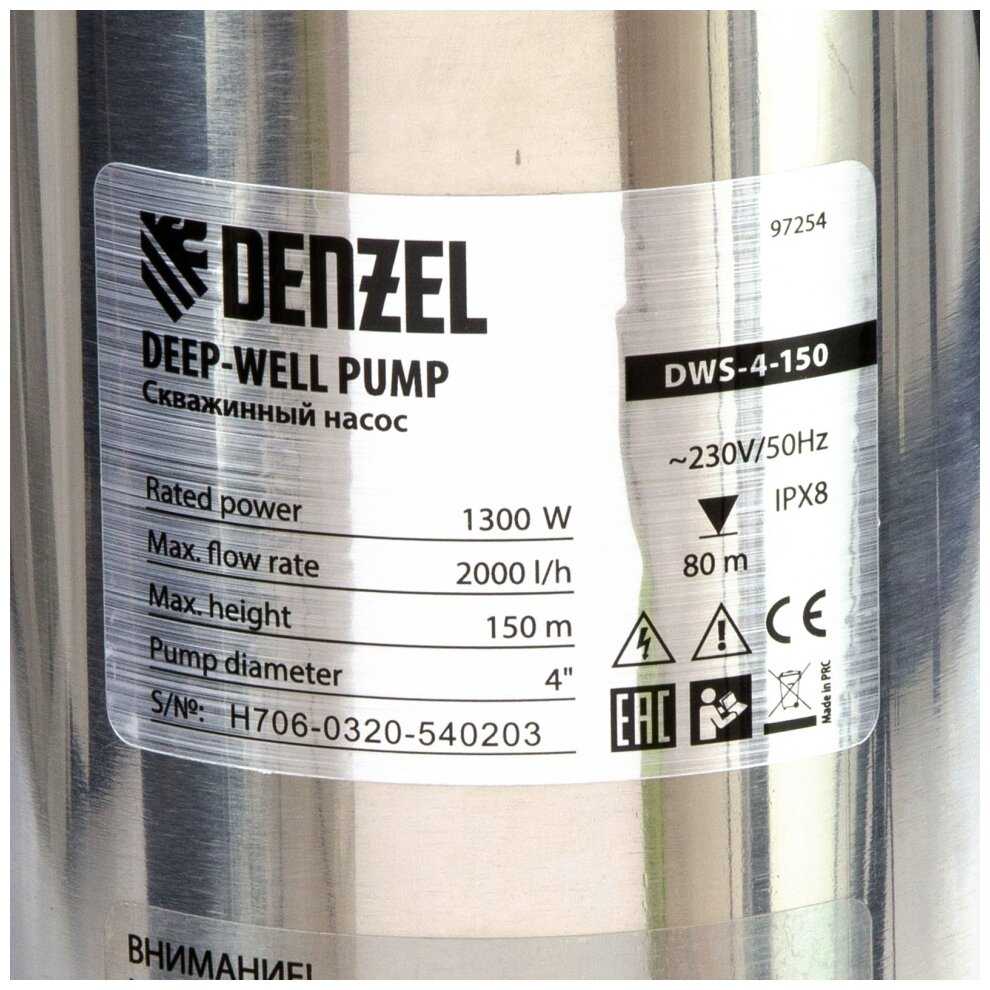 DENZEL
97254
DEEP-WELL PUMP
Скважинный насос
DWS-4-150
~230V/50Hz
IPX8
80 m
Rated power 1300 W
Max. flow rate 2000 l/h
Max. height 150 m
Pump diameter 4"
S/№: H706-0320-540203
CE
EAC
Made in PRC
ВНИМАНИЕ!